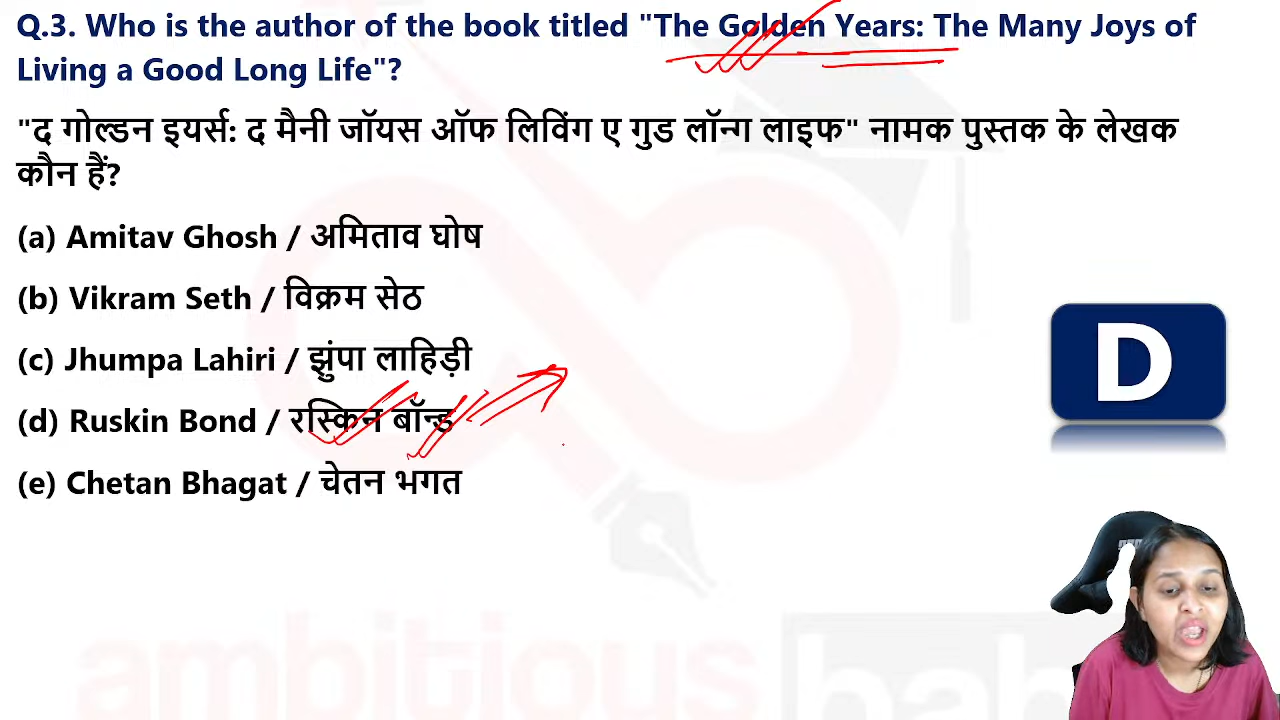 Q.3. Who is the author of the book titled "The Golden Years: The Many Joys of
Living a Good Long Life"?
"द गोल्डन इयर्स: द मैनी जॉयस ऑफ लिविंग ए गुड लॉन्ग लाइफ" नामक पुस्तक के लेखक
कौन हैं?
(a) Amitav Ghosh / अमिताव घोष
(b) Vikram Seth / विक्रम सेठ
(c) Jhumpa Lahiri / झुंपा लाहिड़ी
D
(d) Ruskin Bond / रस्किन बॉन्ड
(e) Chetan Bhagat / चेतन भगत
ambitious